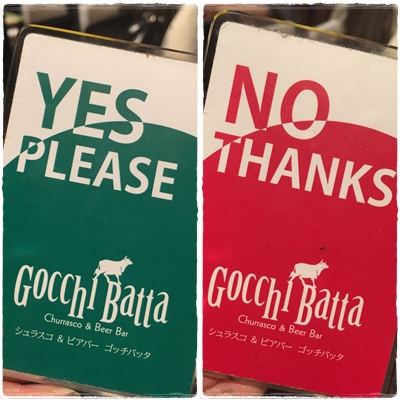 YES
PLEASE
GOCCHI BATTA
Churrasco & Beer Bar
シュラスコ & ビアバー ゴッチバッタ
NO
THANKS
GOCCHI BATTA
Churrasco & Beer Bar
シュラスコ & ビアバー ゴッチバッタ